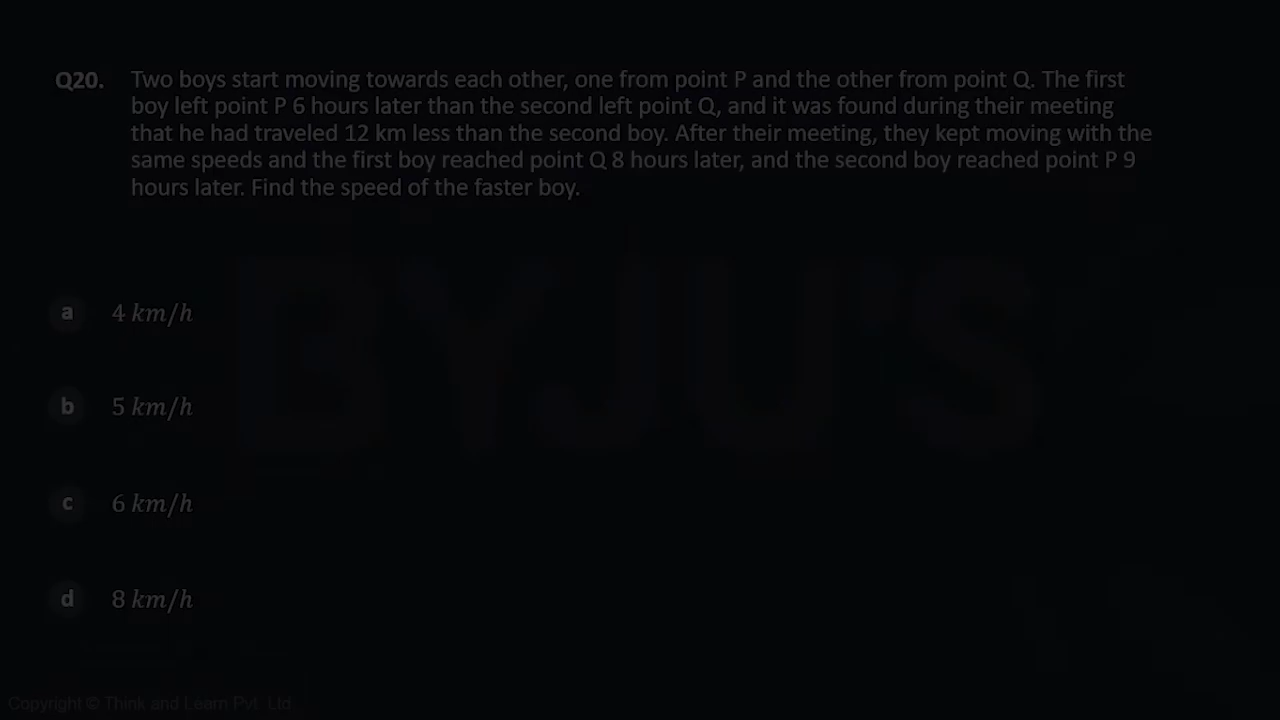 Q20. Two boys start moving towards each other, one from point P and the other from point Q. The first
boy left point P 6 hours later than the second left point Q, and it was found during their meeting
that he had traveled 12 km less than the second boy. After their meeting, they kept moving with the
same speeds and the first boy reached point Q 8 hours later, and the second boy reached point P 9
hours later. Find the speed of the faster boy.
BYJU'S
a 4 km/h
b 5 km/h
c 6 km/h
d 8 km/h
Copyright © Think and Learn Pvt. Ltd.